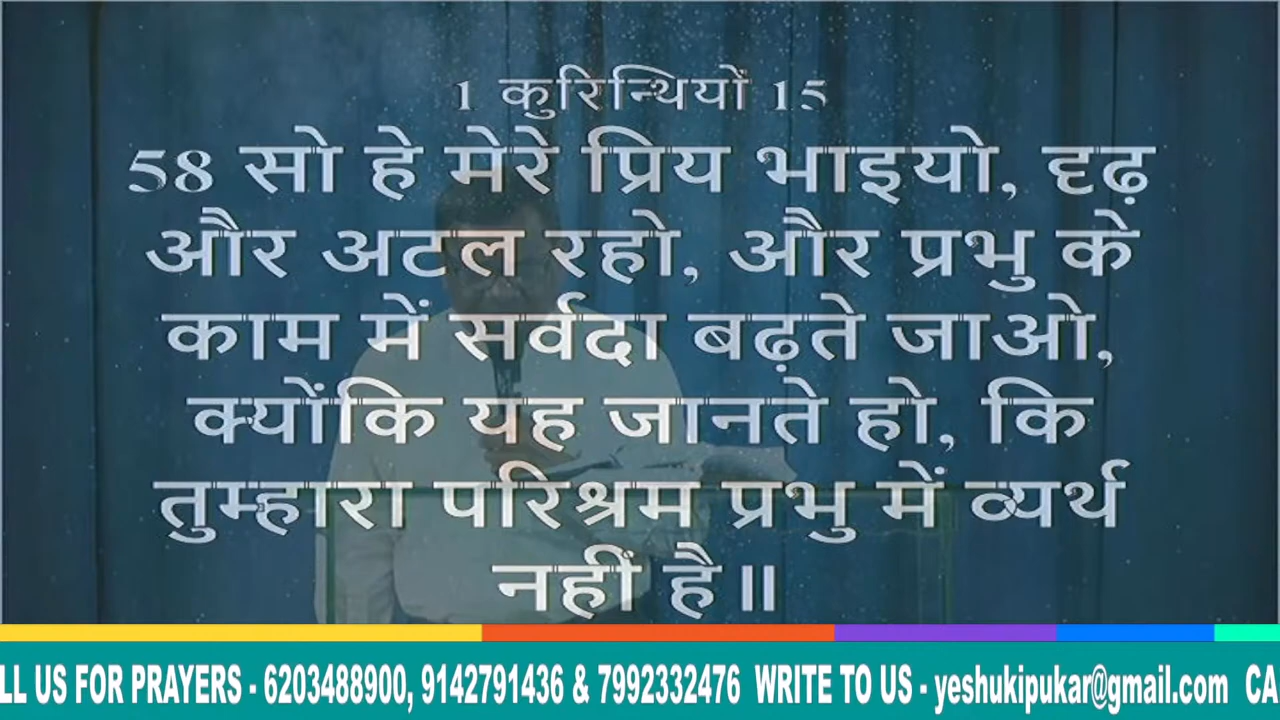 1 कुरिन्थियों 15
58 सो हे मेरे प्रिय भाइयो, दृढ़
और अटल रहो, और प्रभु के
काम में सर्वदा बढ़ते जाओ,
क्योंकि यह जानते हो, कि
तुम्हारा परिश्रम प्रभु में व्यर्थ
नहीं है॥
LL US FOR PRAYERS - 6203488900, 9142791436 & 7992332476 WRITE TO US - yeshukipukar@gmail.com CA